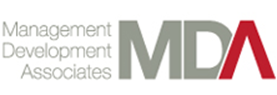 Management
Development
Associates
MDA